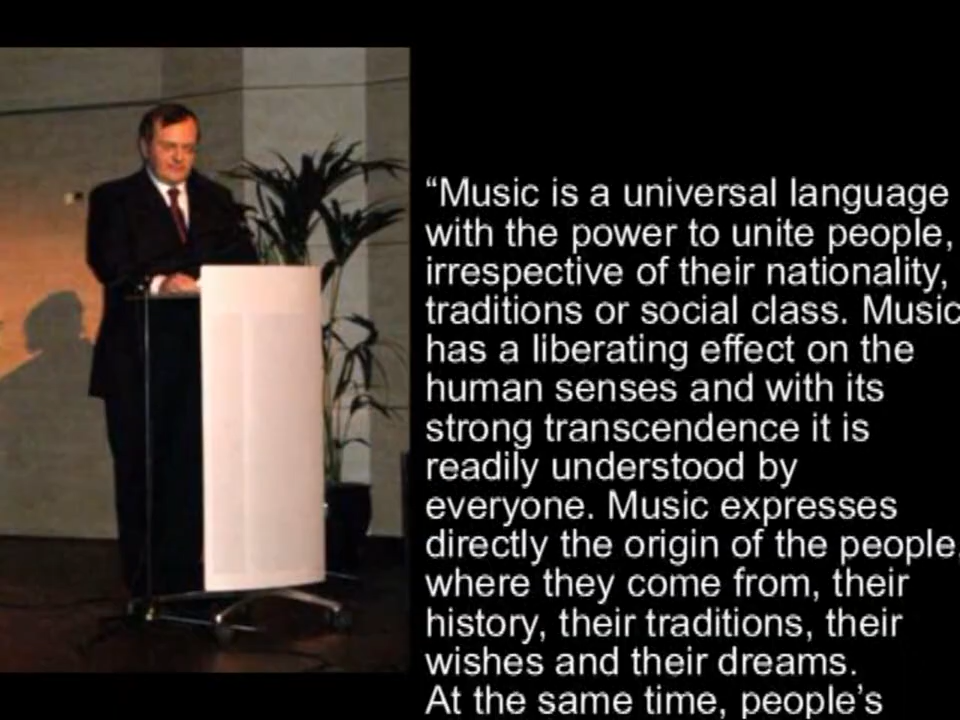 “Music is a universal language
with the power to unite people,
irrespective of their nationality,
traditions or social class. Music
has a liberating effect on the
human senses and with its
strong transcendence it is
readily understood by
everyone. Music expresses
directly the origin of the people,
where they come from, their
history, their traditions, their
wishes and their dreams.
At the same time, people’s